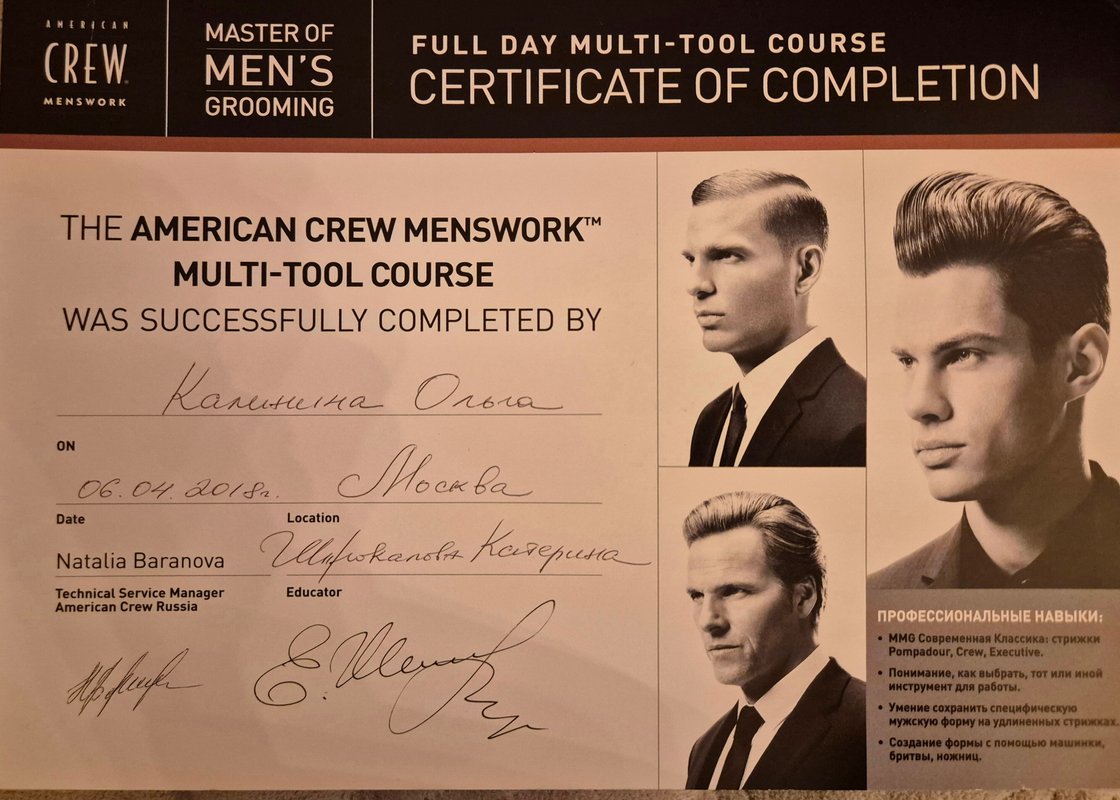 AMERICAN
CREW®
MENSWORK
MASTER OF
MEN'S
GROOMING
FULL DAY MULTI-TOOL COURSE
CERTIFICATE OF COMPLETION
THE AMERICAN CREW MENSWORK™
MULTI-TOOL COURSE
WAS SUCCESSFULLY COMPLETED BY
Калинина Ольга
ON
06.04.2018г. Москва
Date Location
Natalia Baranova Катерина
Technical Service Manager Educator
American Crew Russia
ПРОФЕССИОНАЛЬНЫЕ НАВЫКИ:
• MMG Современная Классика: стрижки
Pompadour, Crew, Executive.
• Понимание, как выбрать, тот или иной
инструмент для работы.
• Умение сохранить специфическую
мужскую форму на удлиненных стрижках.
• Создание формы с помощью машинки,
бритвы, ножниц.